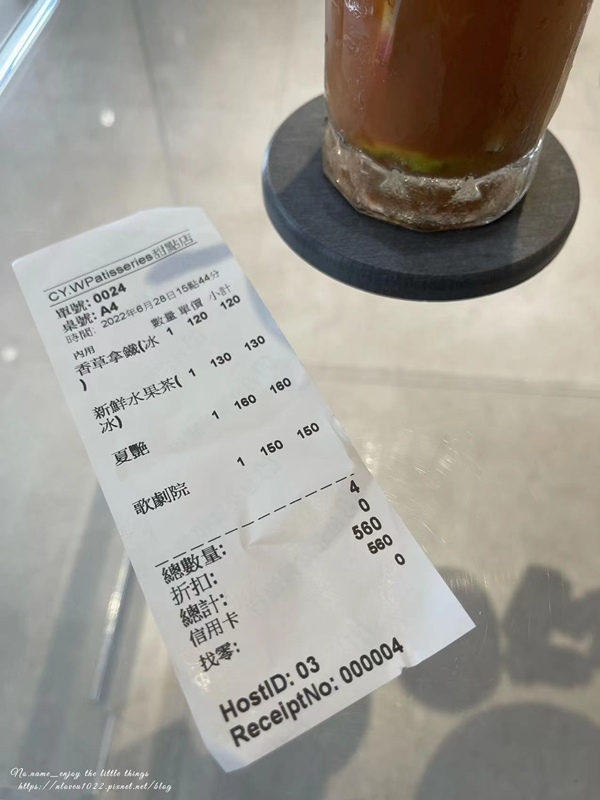 CY.WPatisseries甜點店
單號: 0024
桌號: A4
時間: 2022年6月28日15點44分
內用 數量 單價 小計
香草拿鐵(冰 1 120 120
)
新鮮水果茶( 1 130 130
冰)
夏艷 1 160 160
歌劇院 1 150 150
總數量: 4
折扣: 0
總計: 560
信用卡 560
找零: 0
HostID: 03
ReceiptNo: 000004
No.name__enjoy the little things
https://nloveu1022.pixnet.net/blog